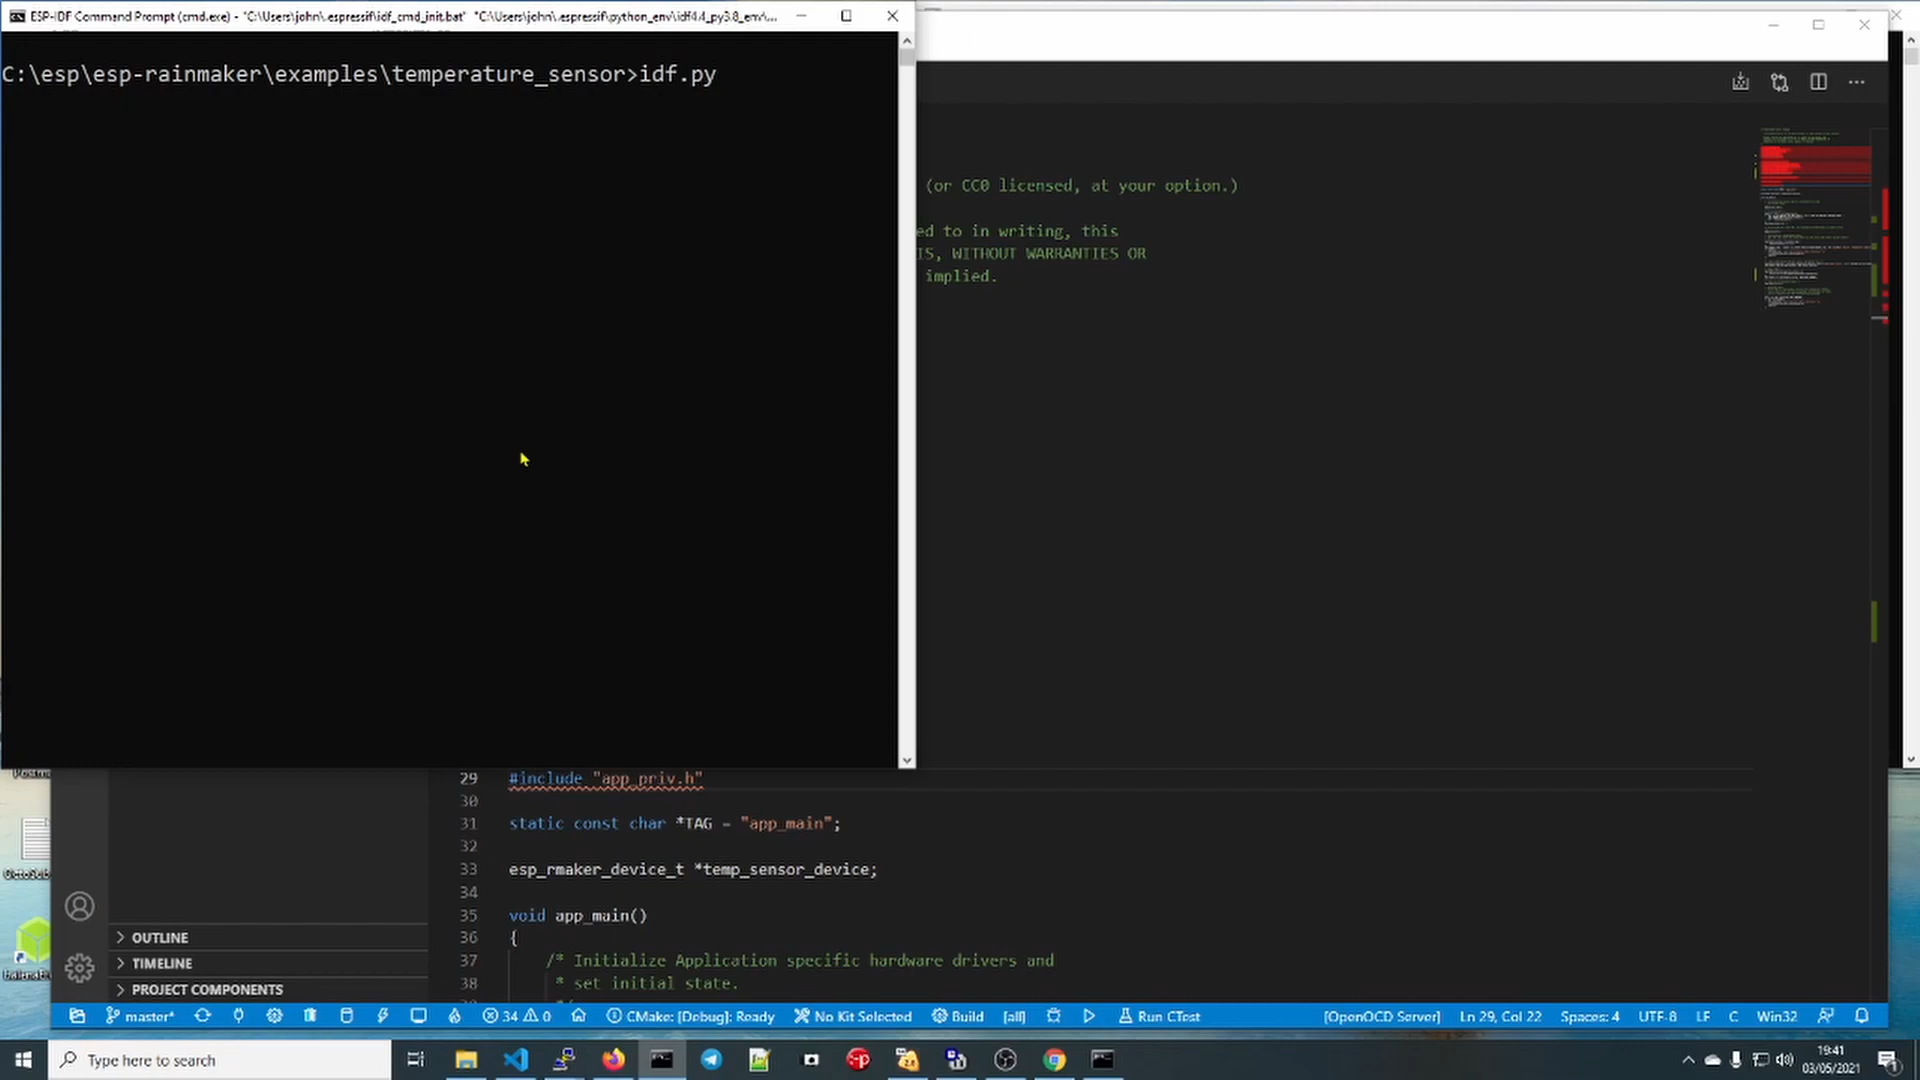 ESP-IDF Command Prompt (cmd.exe) - "C:\Users\john\.espressif\idf_cmd_init.bat" "C:\Users\john\.espressif\python_env\idf4.4_py3.8_env\...
C:\esp\esp-rainmaker\examples\temperature_sensor>idf.py
(or CC0 licensed, at your option.)
ed to in writing, this
IS, WITHOUT WARRANTIES OR
implied.
29 #include "app_priv.h"
30
31 static const char *TAG = "app_main";
32
33 esp_rmaker_device_t *temp_sensor_device;
34
35 void app_main()
36 {
37 /* Initialize Application specific hardware drivers and
38 * set initial state.
OUTLINE
TIMELINE
PROJECT COMPONENTS
master* 34 0 CMake: [Debug]: Ready No Kit Selected Build [all] Run CTest [OpenOCD Server] Ln 29, Col 22 Spaces: 4 UTF-8 LF C Win32
Type here to search
19:41
03/05/2021